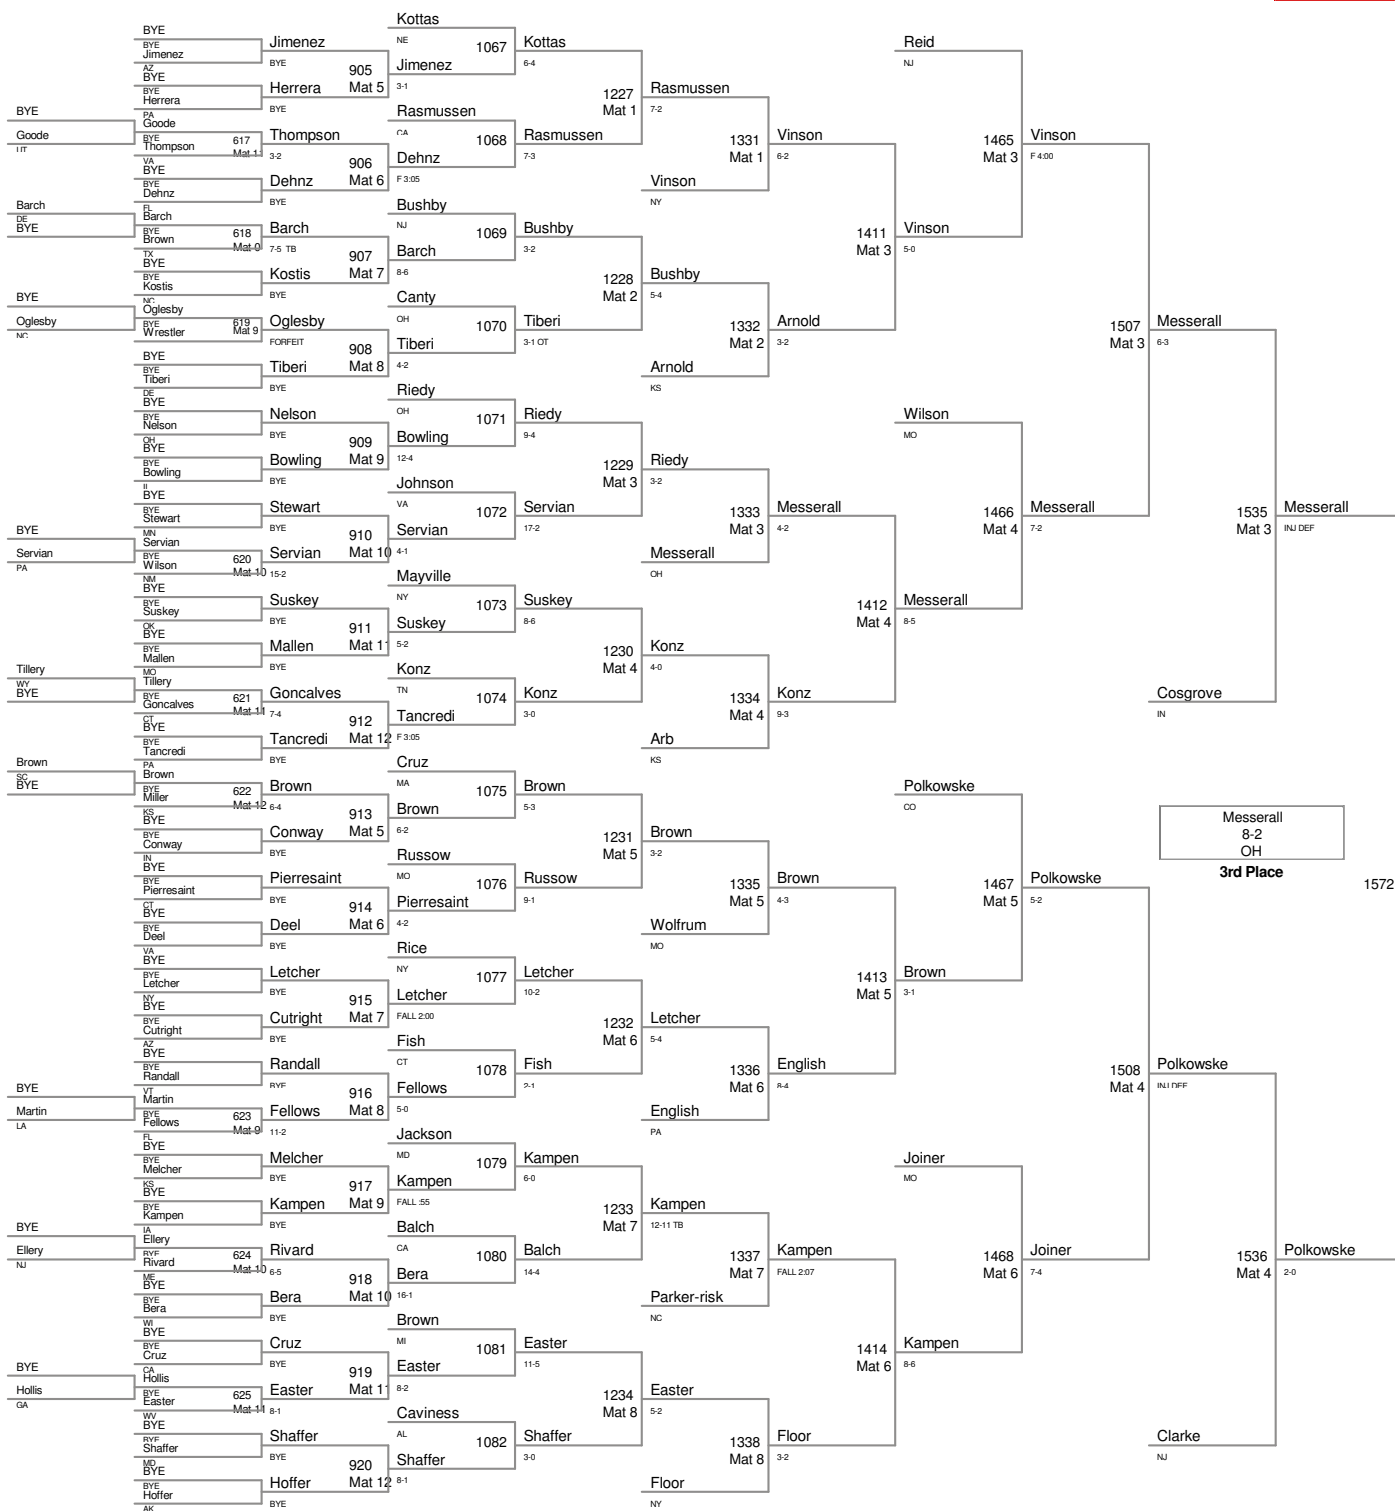 BYE
BYE
Goode
UT
Barch
DE
BYE
BYE
Oglesby
NC
BYE
Servian
PA
Tillery
WY
BYE
Brown
SC
BYE
BYE
Martin
LA
BYE
Ellery
NJ
BYE
Hollis
GA
BYE
Jimenez
AZ
BYE
BYE
Herrera
PA
Goode
BYE
Thompson
VA
BYE
BYE
Dehnz
FL
Barch
BYE
Brown
TX
BYE
BYE
Kostis
NC
Oglesby
BYE
Wrestler
BYE
BYE
Tiberi
DE
BYE
BYE
Nelson
OH
BYE
BYE
Bowling
IL
BYE
BYE
Stewart
MN
Servian
BYE
Wilson
NM
BYE
BYE
Suskey
OK
BYE
BYE
Mallen
MO
Tillery
BYE
Goncalves
CT
BYE
BYE
Tancredi
PA
Brown
BYE
Miller
KS
BYE
BYE
Conway
IN
BYE
BYE
Pierresaint
CT
BYE
BYE
Deel
VA
BYE
BYE
Letcher
NY
BYE
BYE
Cutright
AZ
BYE
BYE
Randall
VT
Martin
BYE
Fellows
FL
BYE
BYE
Melcher
KS
BYE
BYE
Kampen
IA
Ellery
BYE
Rivard
ME
BYE
BYE
Bera
WI
BYE
BYE
Cruz
CA
Hollis
BYE
Easter
WV
BYE
BYE
Shaffer
MD
BYE
BYE
Hoffer
AK
617
Mat 11
618
Mat 0
619
Mat 9
620
Mat 10
621
Mat 11
622
Mat 12
623
Mat 9
624
Mat 10
625
Mat 11
Jimenez
BYE
Herrera
BYE
Thompson
3-2
Dehnz
BYE
Barch
7-5 TB
Kostis
BYE
Oglesby
FORFEIT
Tiberi
BYE
Nelson
BYE
Bowling
BYE
Stewart
BYE
Servian
15-2
Suskey
BYE
Mallen
BYE
Goncalves
7-4
Tancredi
BYE
Brown
6-4
Conway
BYE
Pierresaint
BYE
Deel
BYE
Letcher
BYE
Cutright
BYE
Randall
BYE
Fellows
11-2
Melcher
BYE
Kampen
BYE
Rivard
6-5
Bera
BYE
Cruz
BYE
Easter
8-1
Shaffer
BYE
Hoffer
BYE
905
Mat 5
906
Mat 6
907
Mat 7
908
Mat 8
909
Mat 9
910
Mat 10
911
Mat 11
912
Mat 12
913
Mat 5
914
Mat 6
915
Mat 7
916
Mat 8
917
Mat 9
918
Mat 10
919
Mat 11
920
Mat 12
Kottas
NE
Jimenez
3-1
Rasmussen
CA
Dehnz
F 3:05
Bushby
NJ
Barch
8-6
Canty
OH
Tiberi
4-2
Riedy
OH
Bowling
12-4
Johnson
VA
Servian
4-1
Mayville
NY
Suskey
5-2
Konz
TN
Tancredi
F 3:05
Cruz
MA
Brown
6-2
Russow
MO
Pierresaint
4-2
Rice
NY
Letcher
FALL 2:00
Fish
CT
Fellows
5-0
Jackson
MD
Kampen
FALL :55
Balch
CA
Bera
16-1
Brown
MI
Easter
8-2
Caviness
AL
Shaffer
8-1
1067
1068
1069
1070
1071
1072
1073
1074
1075
1076
1077
1078
1079
1080
1081
1082
Kottas
6-4
Rasmussen
7-3
Bushby
3-2
Tiberi
3-1 OT
Riedy
9-4
Servian
17-2
Suskey
8-6
Konz
3-0
Brown
5-3
Russow
9-1
Letcher
10-2
Fish
2-1
Kampen
6-0
Balch
14-4
Easter
11-5
Shaffer
3-0
1227
Mat 1
1228
Mat 2
1229
Mat 3
1230
Mat 4
1231
Mat 5
1232
Mat 6
1233
Mat 7
1234
Mat 8
Rasmussen
7-2
Vinson
NY
Bushby
5-4
Arnold
KS
Riedy
3-2
Messerall
OH
Konz
4-0
Arb
KS
Brown
3-2
Wolfrum
MO
Letcher
5-4
English
PA
Kampen
12-11 TB
Parker-risk
NC
Easter
5-2
Floor
NY
1331
Mat 1
1332
Mat 2
1333
Mat 3
1334
Mat 4
1335
Mat 5
1336
Mat 6
1337
Mat 7
1338
Mat 8
Vinson
6-2
Arnold
3-2
Messerall
4-2
Konz
9-3
Brown
4-3
English
8-4
Kampen
FALL 2:07
Floor
3-2
1411
Mat 3
1412
Mat 4
1413
Mat 5
1414
Mat 6
Reid
NJ
Vinson
5-0
Wilson
MO
Messerall
8-5
Polkowske
CO
Brown
3-1
Joiner
MO
Kampen
8-6
1465
Mat 3
1466
Mat 4
1467
Mat 5
1468
Mat 6
Vinson
F 4:00
Messerall
7-2
Polkowske
5-2
Joiner
7-4
1507
Mat 3
1508
Mat 4
Messerall
6-3
Cosgrove
IN
Polkowske
INJ DEF
Clarke
NJ
1535
Mat 3
1536
Mat 4
Messerall
INJ DEF
Polkowske
2-0
Messerall
8-2
OH
3rd Place
1572